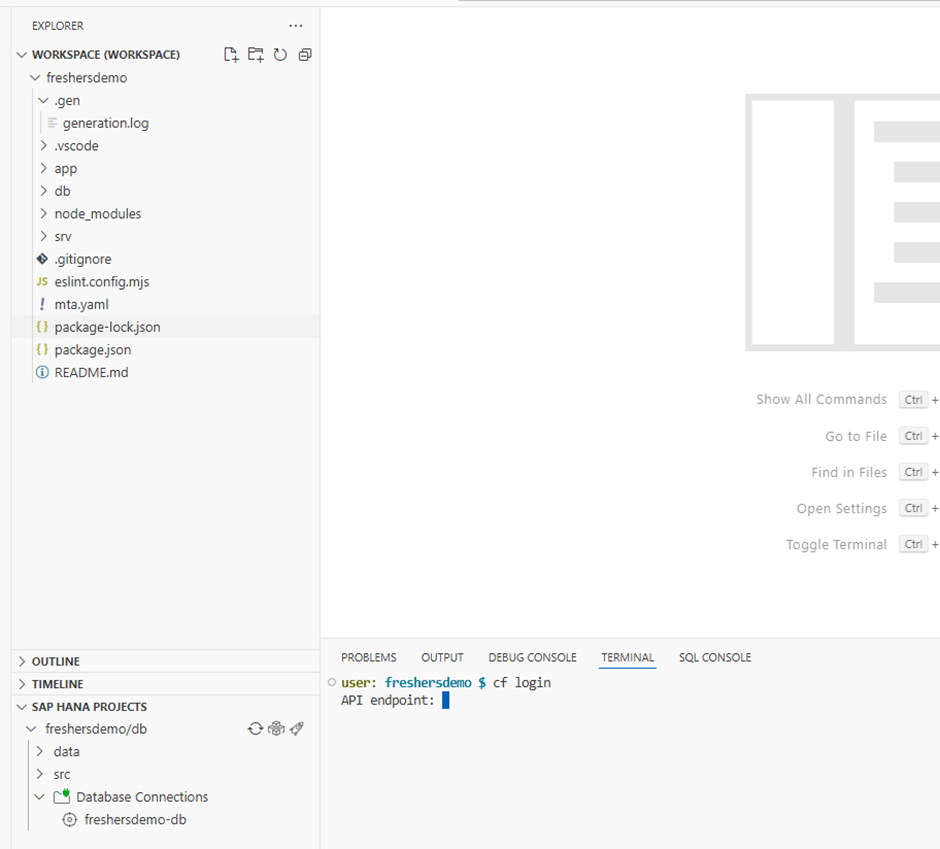 EXPLORER
WORKSPACE (WORKSPACE)
freshersdemo
.gen
generation.log
.vscode
app
db
node_modules
srv
.gitignore
JS eslint.config.mjs
! mta.yaml
{} package-lock.json
{} package.json
README.md
OUTLINE
TIMELINE
SAP HANA PROJECTS
freshersdemo/db
data
src
Database Connections
freshersdemo-db
Show All Commands Ctrl +
Go to File Ctrl +
Find in Files Ctrl +
Open Settings Ctrl +
Toggle Terminal Ctrl +
PROBLEMS OUTPUT DEBUG CONSOLE TERMINAL SQL CONSOLE
user: freshersdemo $ cf login
API endpoint: